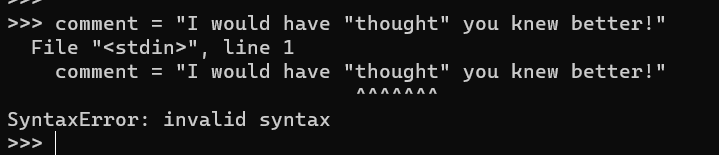 >>>
>>> comment = "I would have "thought" you knew better!"
  File "<stdin>", line 1
    comment = "I would have "thought" you knew better!"
                             ^^^^^^^
SyntaxError: invalid syntax
>>>